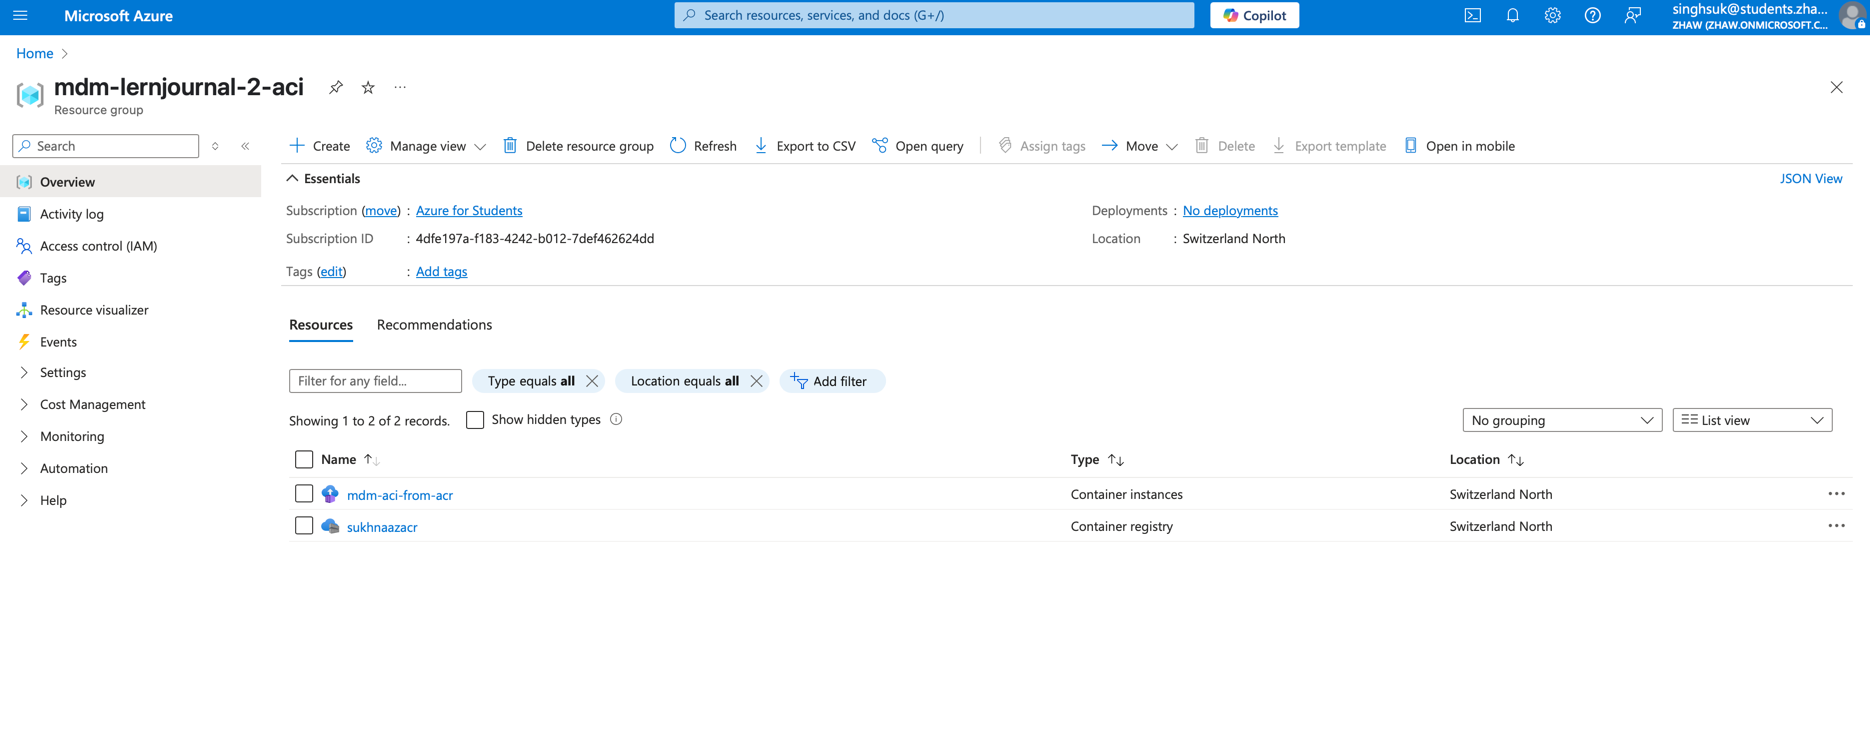 Microsoft Azure
Search resources, services, and docs (G+/)
Copilot
singhsuk@students.zha...
ZHAW (ZHAW.ONMICROSOFT.C...
Home
mdm-lernjournal-2-aci
...
Resource group
Search
Create
Manage view
Delete resource group
Refresh
Export to CSV
Open query
Assign tags
Move
Delete
Export template
Open in mobile
Overview
Activity log
Access control (IAM)
Tags
Resource visualizer
Events
Settings
Cost Management
Monitoring
Automation
Help
Essentials
JSON View
Subscription (move) : Azure for Students
Subscription ID : 4dfe197a-f183-4242-b012-7def462624dd
Tags (edit) : Add tags
Deployments : No deployments
Location : Switzerland North
Resources
Recommendations
Filter for any field...
Type equals all
Location equals all
Add filter
Showing 1 to 2 of 2 records.
Show hidden types
No grouping
List view
Name Type Location
mdm-aci-from-acr Container instances Switzerland North
sukhnaazacr Container registry Switzerland North